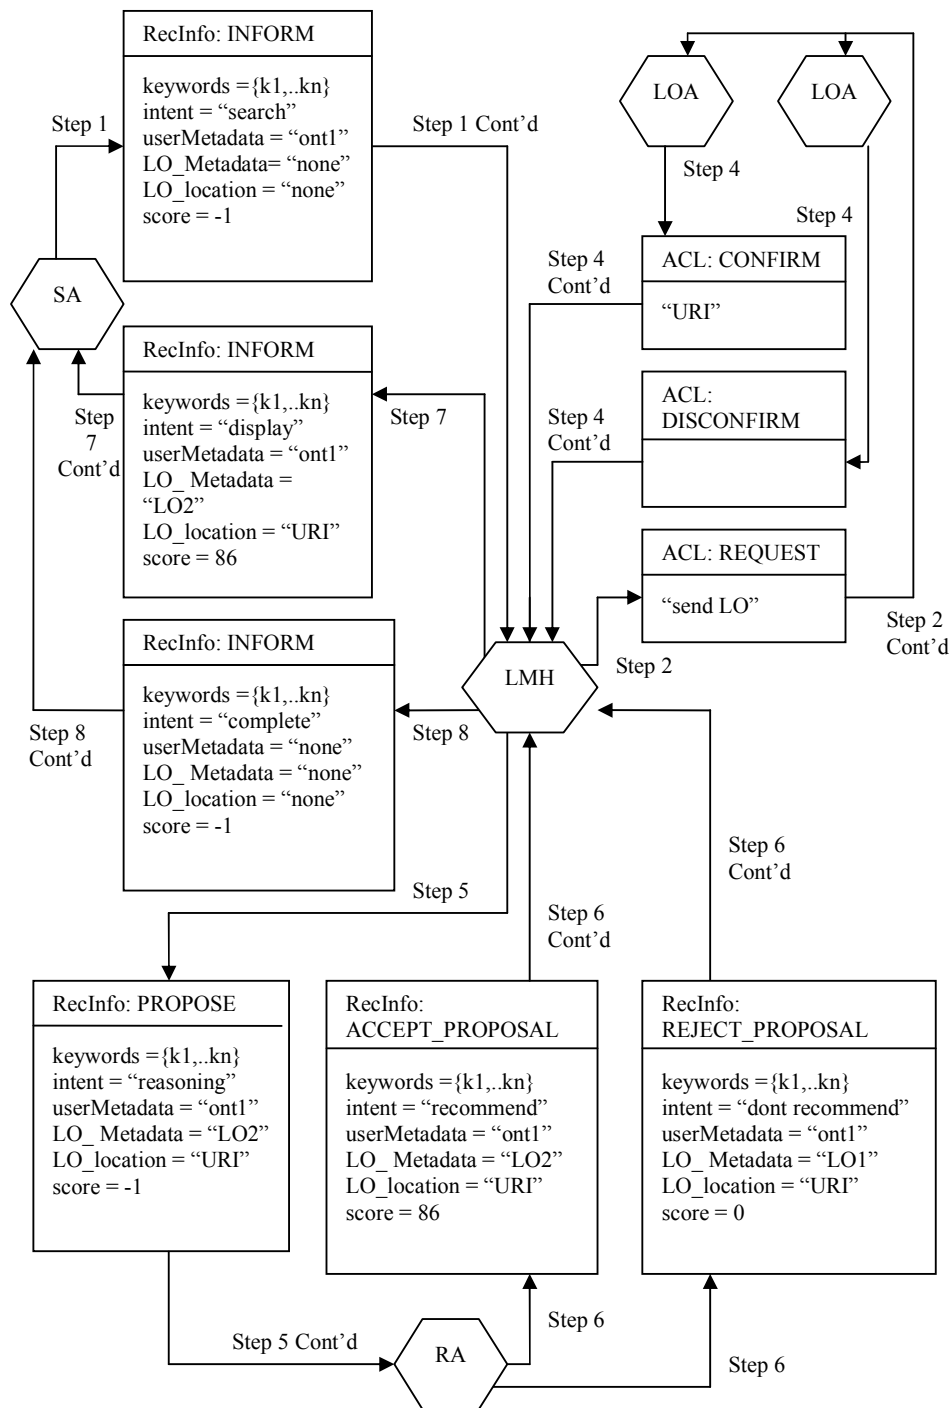 RecInfo: INFORM
keywords ={k1,..kn}
intent = “search”
userMetadata = “ont1”
LO_Metadata= “none”
LO_location = “none”
score = -1
Step 1
Step 1 Cont’d
LOA
LOA
Step 4
Step 4
SA
ACL: CONFIRM
“URI”
Step 4
Cont’d
RecInfo: INFORM
keywords ={k1,..kn}
intent = “display”
userMetadata = “ont1”
LO_ Metadata =
“LO2”
LO_location = “URI”
score = 86
Step
7
Cont’d
Step 7
ACL:
DISCONFIRM
Step 4
Cont’d
ACL: REQUEST
“send LO”
Step 2
Cont’d
Step 2
LMH
RecInfo: INFORM
keywords ={k1,..kn}
intent = “complete”
userMetadata = “none”
LO_ Metadata = “none”
LO_location = “none”
score = -1
Step 8
Cont’d
Step 8
Step 5
Step 6
Cont’d
Step 6
Cont’d
RecInfo: PROPOSE
keywords ={k1,..kn}
intent = “reasoning”
userMetadata = “ont1”
LO_ Metadata = “LO2”
LO_location = “URI”
score = -1
RecInfo:
ACCEPT_PROPOSAL
keywords ={k1,..kn}
intent = “recommend”
userMetadata = “ont1”
LO_ Metadata = “LO2”
LO_location = “URI”
score = 86
RecInfo:
REJECT_PROPOSAL
keywords ={k1,..kn}
intent = “dont recommend”
userMetadata = “ont1”
LO_ Metadata = “LO1”
LO_location = “URI”
score = 0
Step 5 Cont’d
RA
Step 6
Step 6